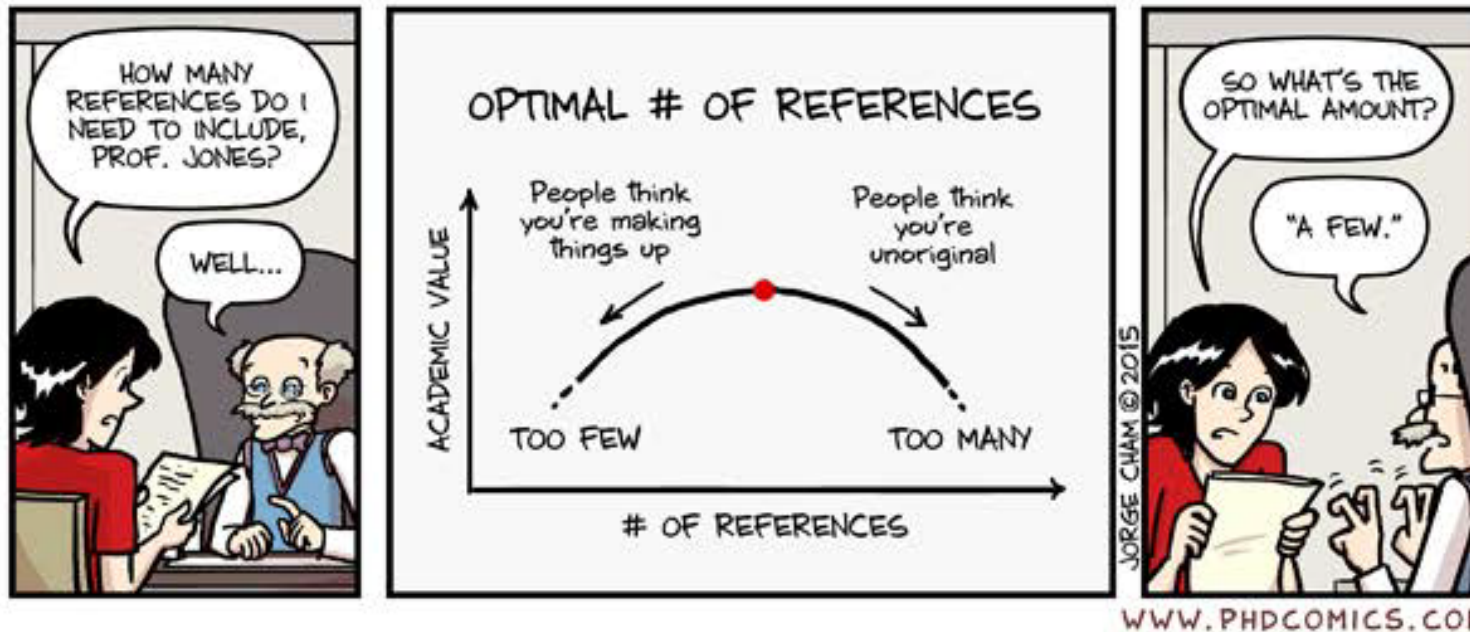 HOW MANY
REFERENCES DO I
NEED TO INCLUDE,
PROF. JONES?
WELL...
OPTIMAL # OF REFERENCES
People think
you're making
things up
People think
you're
unoriginal
ACADEMIC VALUE
TOO FEW
TOO MANY
# OF REFERENCES
JORGE CHAM © 2015
SO WHAT'S THE
OPTIMAL AMOUNT?
"A FEW."
WWW.PHDCOMICS.COM